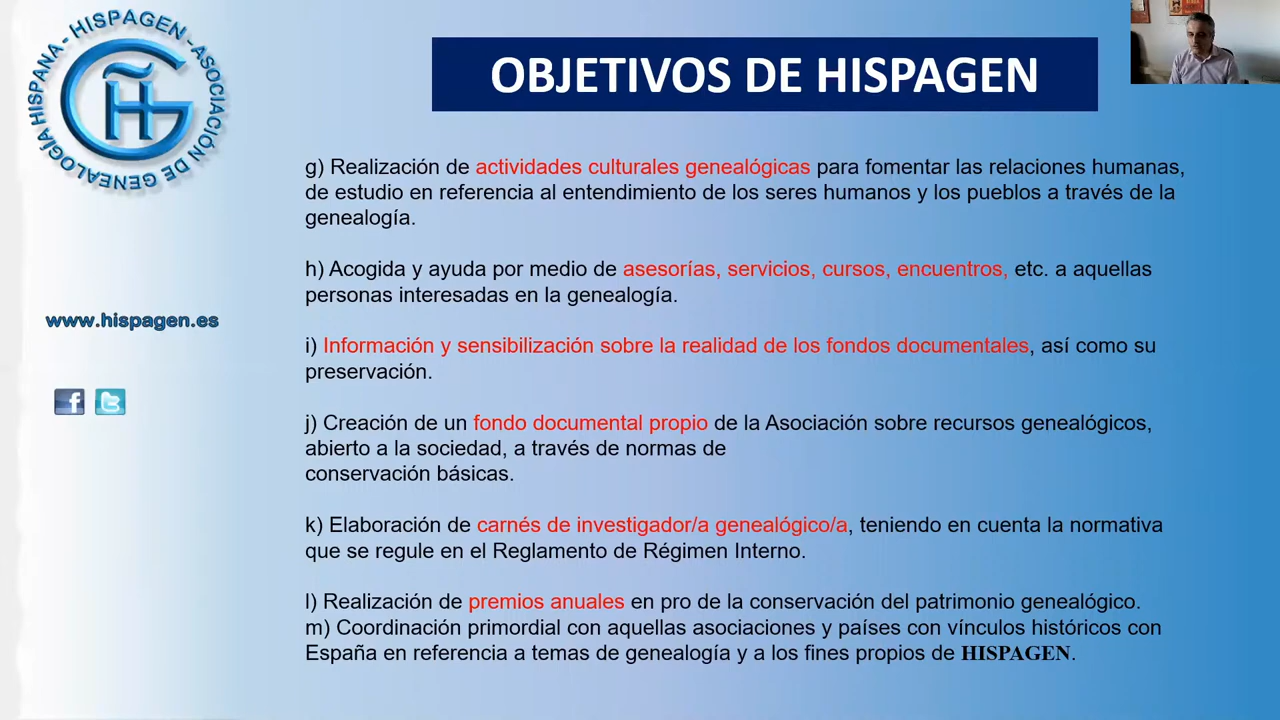 HISPAGEN - ASOCIACIÓN DE GENEALOGÍA HISPANA -
OBJETIVOS DE HISPAGEN
g) Realización de actividades culturales genealógicas para fomentar las relaciones humanas,
de estudio en referencia al entendimiento de los seres humanos y los pueblos a través de la
genealogía.
h) Acogida y ayuda por medio de asesorías, servicios, cursos, encuentros, etc. a aquellas
personas interesadas en la genealogía.
www.hispagen.es
i) Información y sensibilización sobre la realidad de los fondos documentales, así como su
preservación.
j) Creación de un fondo documental propio de la Asociación sobre recursos genealógicos,
abierto a la sociedad, a través de normas de
conservación básicas.
k) Elaboración de carnés de investigador/a genealógico/a, teniendo en cuenta la normativa
que se regule en el Reglamento de Régimen Interno.
l) Realización de premios anuales en pro de la conservación del patrimonio genealógico.
m) Coordinación primordial con aquellas asociaciones y países con vínculos históricos con
España en referencia a temas de genealogía y a los fines propios de HISPAGEN.